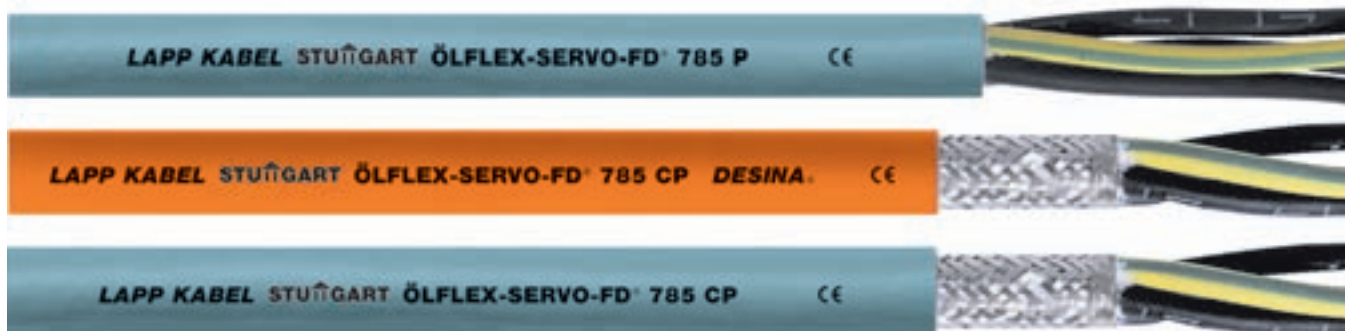 LAPP KABEL STUTTGART ÖLFLEX-SERVO-FD® 785 P CE
LAPP KABEL STUTTGART ÖLFLEX-SERVO-FD® 785 CP DESINA® CE
LAPP KABEL STUTTGART ÖLFLEX-SERVO-FD® 785 CP CE